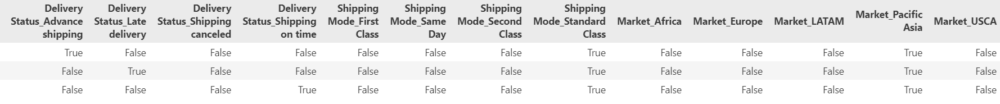 Delivery Status_Advance shipping Delivery Status_Late delivery Delivery Status_Shipping canceled Delivery Status_Shipping on time Shipping Mode_First Class Shipping Mode_Same Day Shipping Mode_Second Class Shipping Mode_Standard Class Market_Africa Market_Europe Market_LATAM Market_Pacific Asia Market_USCA
True False False False False False False True False False False True False
False True False False False False False True False False False True False
False False False True False False False True False False False True False